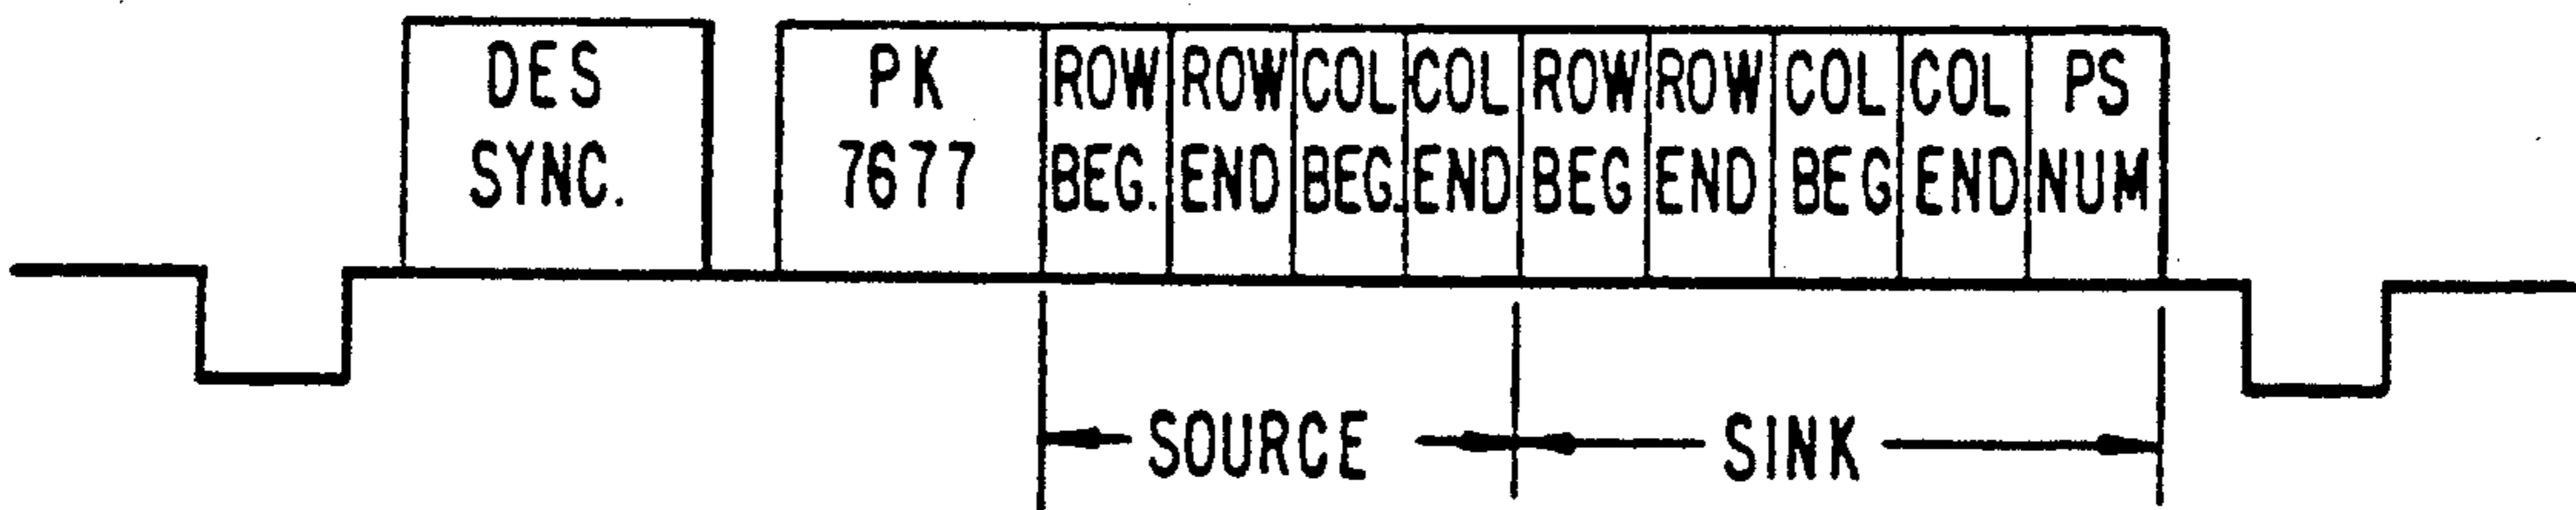 DES
SYNC.
PK
7677
ROW
BEG.
ROW
END
COL
BEG.
COL
END
ROW
BEG
ROW
END
COL
BEG
COL
END
PS
NUM
SOURCE
SINK